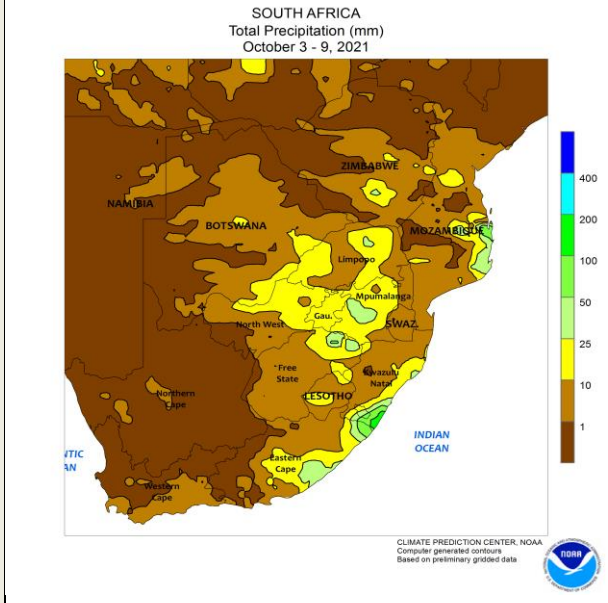 SOUTH AFRICA
Total Precipitation (mm)
October 3 - 9, 2021
ZIMBABWE
NAMIBIA
BOTSWANA
MOZAMBIQUE
Limpopo
Mpumalanga
Gau.
North West
SWAZ.
Free
State
Kwazulu
Natal
LESOTHO
Northern
Cape
Eastern
Cape
Western
Cape
NTIC
AN
INDIAN
OCEAN
400
200
100
50
25
10
1
CLIMATE PREDICTION CENTER, NOAA
Computer generated contours
Based on preliminary gridded data
NOAA